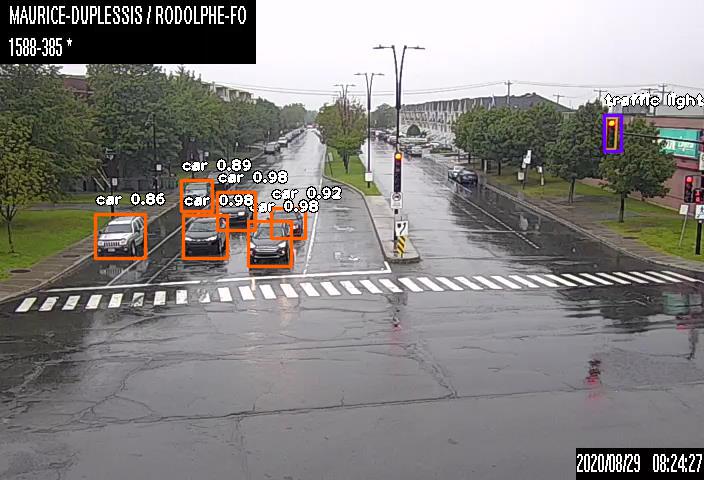 MAURICE-DUPLESSIS / RODOLPHE-FO
1588-385 *
traffic light
car 0.89
car 0.98
car 0.92
car 0.86
car 0.98
car 0.98
2020/08/29 08:24:27